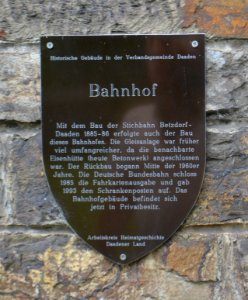 Historische Gebäude in der Verbandsgemeinde Daaden
Bahnhof
Mit dem Bau der Stichbahn Betzdorf-
Daaden 1885-86 erfolgte auch der Bau
dieses Bahnhofes. Die Gleisanlage war früher
viel umfangreicher, da die benachbarte
Eisenhütte (heute Betonwerk) angeschlossen
war. Der Rückbau begann Mitte der 1960er
Jahre. Die Deutsche Bundesbahn schloss
1985 die Fahrkartenausgabe und gab
1993 den Schrankenposten auf. Das
Bahnhofgebäude befindet sich
jetzt in Privatbesitz.
Arbeitskreis Heimatgeschichte
Daadener Land